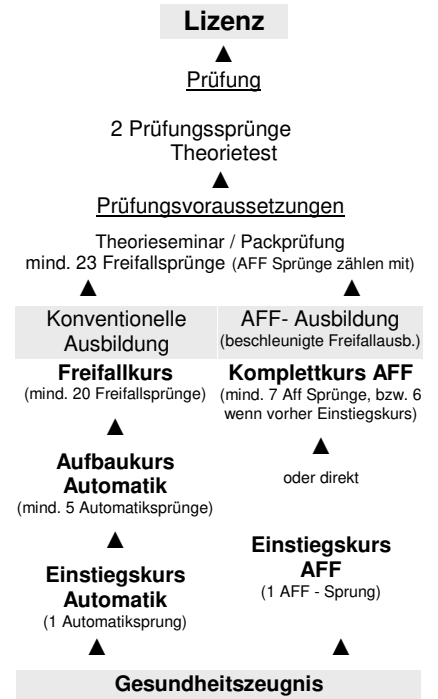 Lizenz
Prüfung
2 Prüfungssprünge
Theorietest
Prüfungsvoraussetzungen
Theorieseminar / Packprüfung
mind. 23 Freifallsprünge (AFF Sprünge zählen mit)
Konventionelle
Ausbildung
Freifallkurs
(mind. 20 Freifallsprünge)
Aufbaukurs
Automatik
(mind. 5 Automatiksprünge)
Einstiegskurs
Automatik
(1 Automatiksprung)
AFF- Ausbildung
(beschleunigte Freifallausb.)
Komplettkurs AFF
(mind. 7 Aff Sprünge, bzw. 6
wenn vorher Einstiegskurs)
oder direkt
Einstiegskurs
AFF
(1 AFF - Sprung)
Gesundheitszeugnis